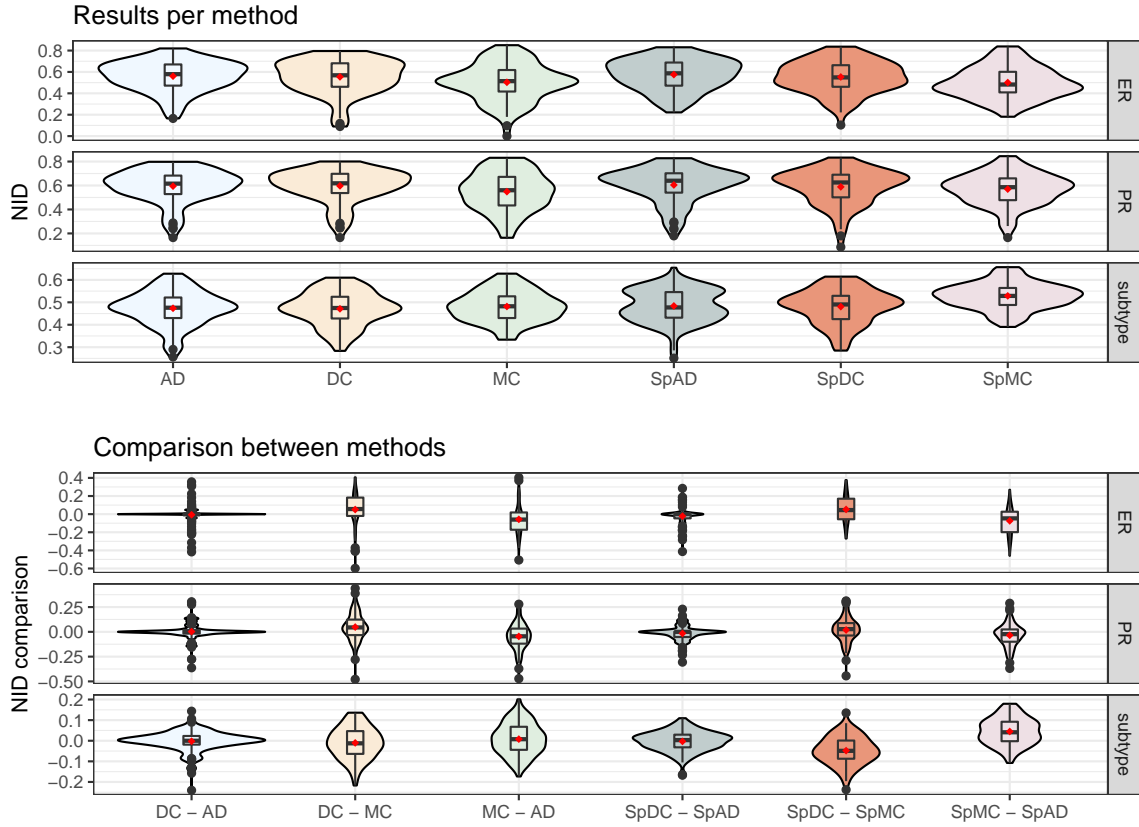 Results per method
NID
0.8
0.6
0.4
0.2
0.0
ER
0.8
0.6
0.4
0.2
PR
0.6
0.5
0.4
0.3
subtype
AD DC MC SpAD SpDC SpMC
Comparison between methods
NID comparison
0.4
0.2
0.0
−0.2
−0.4
−0.6
ER
0.25
0.00
−0.25
−0.50
PR
0.2
0.1
0.0
−0.1
−0.2
subtype
DC − AD DC − MC MC − AD SpDC − SpAD SpDC − SpMC SpMC − SpAD